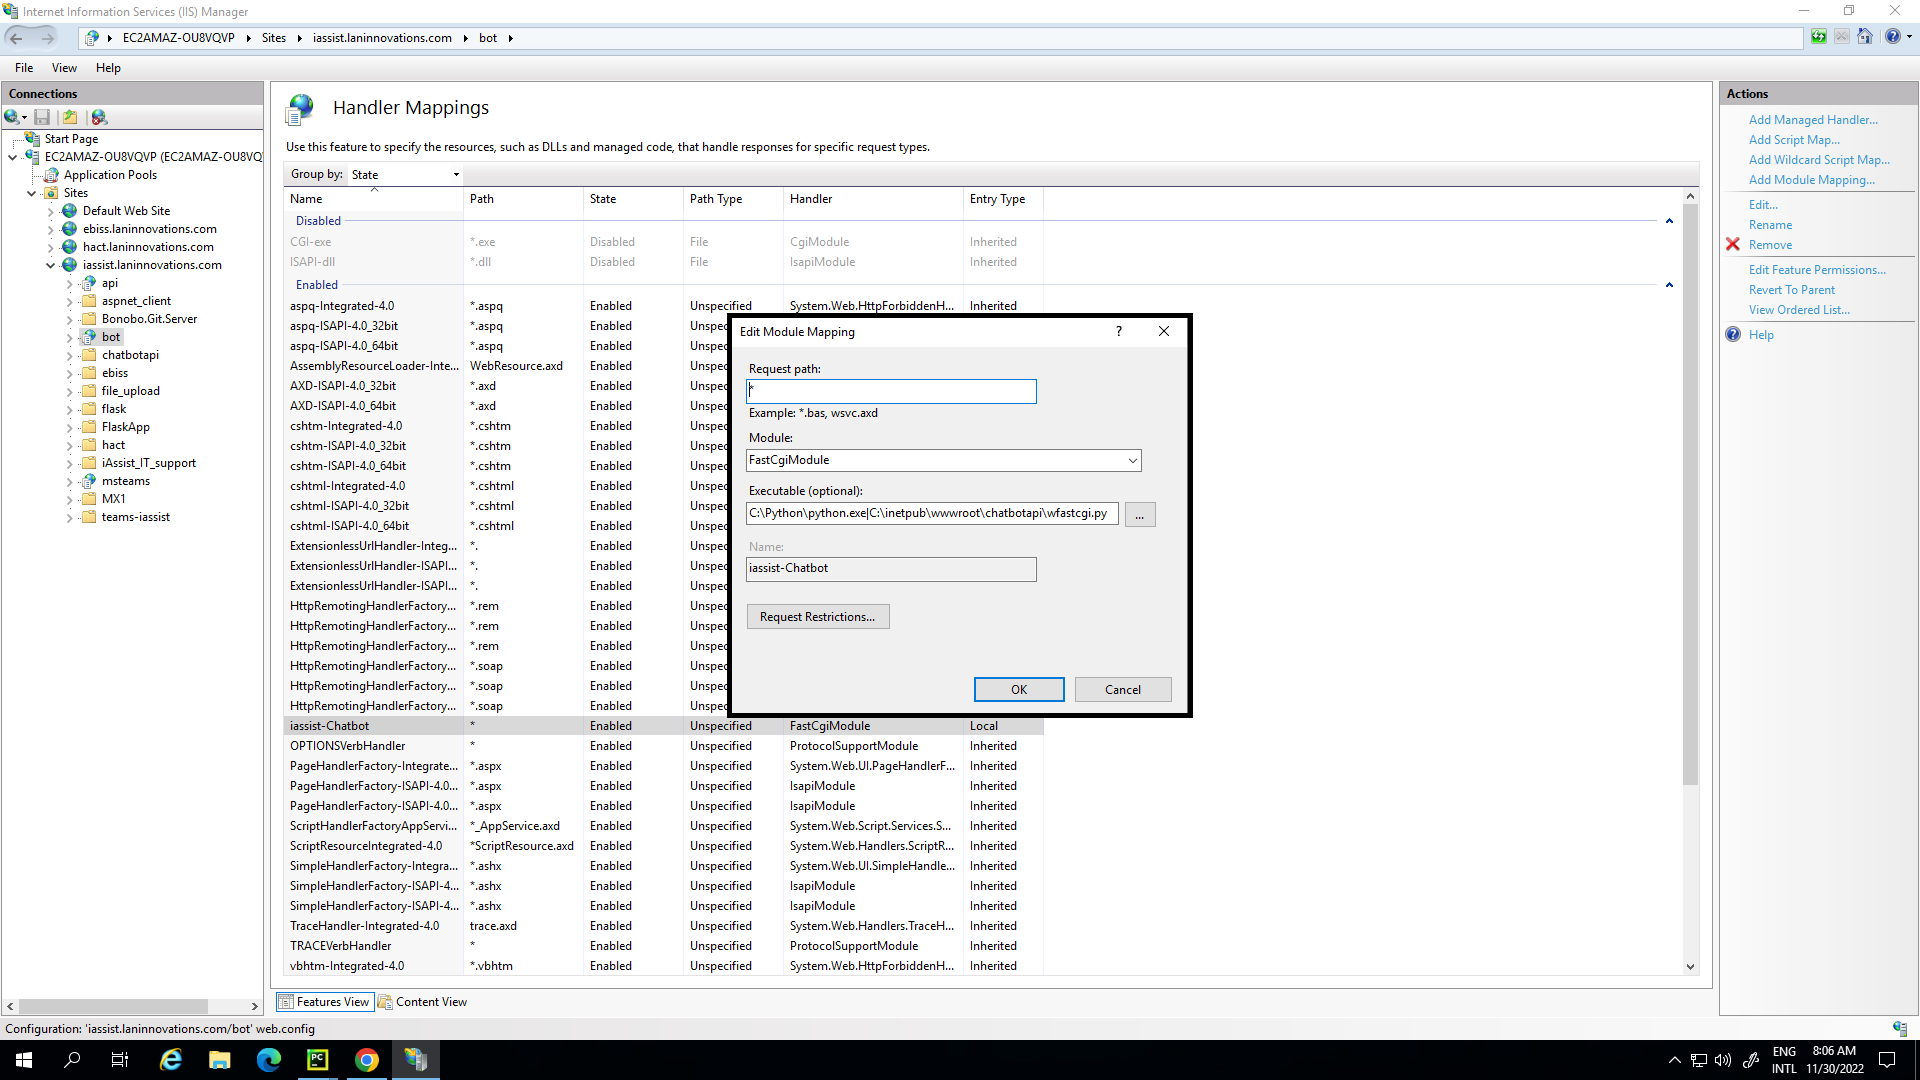 Internet Information Services (IIS) Manager
EC2AMAZ-OU8VQVP
Sites
iassist.laninnovations.com
bot
File
View
Help
Connections
Start Page
EC2AMAZ-OU8VQVP (EC2AMAZ-OU8VQ
Application Pools
Sites
Default Web Site
ebiss.laninnovations.com
hact.laninnovations.com
iassist.laninnovations.com
api
aspnet_client
Bonobo.Git.Server
bot
chatbotapi
ebiss
file_upload
flask
FlaskApp
hact
iAssist_IT_support
msteams
MX1
teams-iassist
Handler Mappings
Use this feature to specify the resources, such as DLLs and managed code, that handle responses for specific request types.
Group by: State
Name Path State Path Type Handler Entry Type
Disabled
CGI-exe *.exe Disabled File CgiModule Inherited
ISAPI-dll *.dll Disabled File IsapiModule Inherited
Enabled
aspq-Integrated-4.0 *.aspq Enabled Unspecified System.Web.HttpForbiddenH... Inherited
aspq-ISAPI-4.0_32bit *.aspq Enabled Unspec
aspq-ISAPI-4.0_64bit *.aspq Enabled Unspec
AssemblyResourceLoader-Inte... WebResource.axd Enabled Unspec
AXD-ISAPI-4.0_32bit *.axd Enabled Unspec
AXD-ISAPI-4.0_64bit *.axd Enabled Unspec
cshtm-Integrated-4.0 *.cshtm Enabled Unspec
cshtm-ISAPI-4.0_32bit *.cshtm Enabled Unspec
cshtm-ISAPI-4.0_64bit *.cshtm Enabled Unspec
cshtml-Integrated-4.0 *.cshtml Enabled Unspec
cshtml-ISAPI-4.0_32bit *.cshtml Enabled Unspec
cshtml-ISAPI-4.0_64bit *.cshtml Enabled Unspec
ExtensionlessUrlHandler-Integ... *. Enabled Unspec
ExtensionlessUrlHandler-ISAPI... *. Enabled Unspec
ExtensionlessUrlHandler-ISAPI... *. Enabled Unspec
HttpRemotingHandlerFactory... *.rem Enabled Unspec
HttpRemotingHandlerFactory... *.rem Enabled Unspec
HttpRemotingHandlerFactory... *.rem Enabled Unspec
HttpRemotingHandlerFactory... *.soap Enabled Unspec
HttpRemotingHandlerFactory... *.soap Enabled Unspec
HttpRemotingHandlerFactory... *.soap Enabled Unspec
iassist-Chatbot * Enabled Unspecified FastCgiModule Local
OPTIONSVerbHandler * Enabled Unspecified ProtocolSupportModule Inherited
PageHandlerFactory-Integrate... *.aspx Enabled Unspecified System.Web.UI.PageHandlerF... Inherited
PageHandlerFactory-ISAPI-4.0... *.aspx Enabled Unspecified IsapiModule Inherited
PageHandlerFactory-ISAPI-4.0... *.aspx Enabled Unspecified IsapiModule Inherited
ScriptHandlerFactoryAppServi... *_AppService.axd Enabled Unspecified System.Web.Script.Services.S... Inherited
ScriptResourceIntegrated-4.0 *ScriptResource.axd Enabled Unspecified System.Web.Handlers.ScriptR... Inherited
SimpleHandlerFactory-Integra... *.ashx Enabled Unspecified System.Web.UI.SimpleHandle... Inherited
SimpleHandlerFactory-ISAPI-4... *.ashx Enabled Unspecified IsapiModule Inherited
SimpleHandlerFactory-ISAPI-4... *.ashx Enabled Unspecified IsapiModule Inherited
TraceHandler-Integrated-4.0 trace.axd Enabled Unspecified System.Web.Handlers.TraceH... Inherited
TRACEVerbHandler * Enabled Unspecified ProtocolSupportModule Inherited
vbhtm-Integrated-4.0 *.vbhtm Enabled Unspecified System.Web.HttpForbiddenH... Inherited
Edit Module Mapping
?
Request path:
*
Example: *.bas, wsvc.axd
Module:
FastCgiModule
Executable (optional):
C:\Python\python.exe|C:\inetpub\wwwroot\chatbotapi\wfastcgi.py
...
Name:
iassist-Chatbot
Request Restrictions...
OK
Cancel
Features View
Content View
Actions
Add Managed Handler...
Add Script Map...
Add Wildcard Script Map...
Add Module Mapping...
Edit...
Rename
Remove
Edit Feature Permissions...
Revert To Parent
View Ordered List...
Help
Configuration: 'iassist.laninnovations.com/bot' web.config
PC
ENG
INTL
8:06 AM
11/30/2022